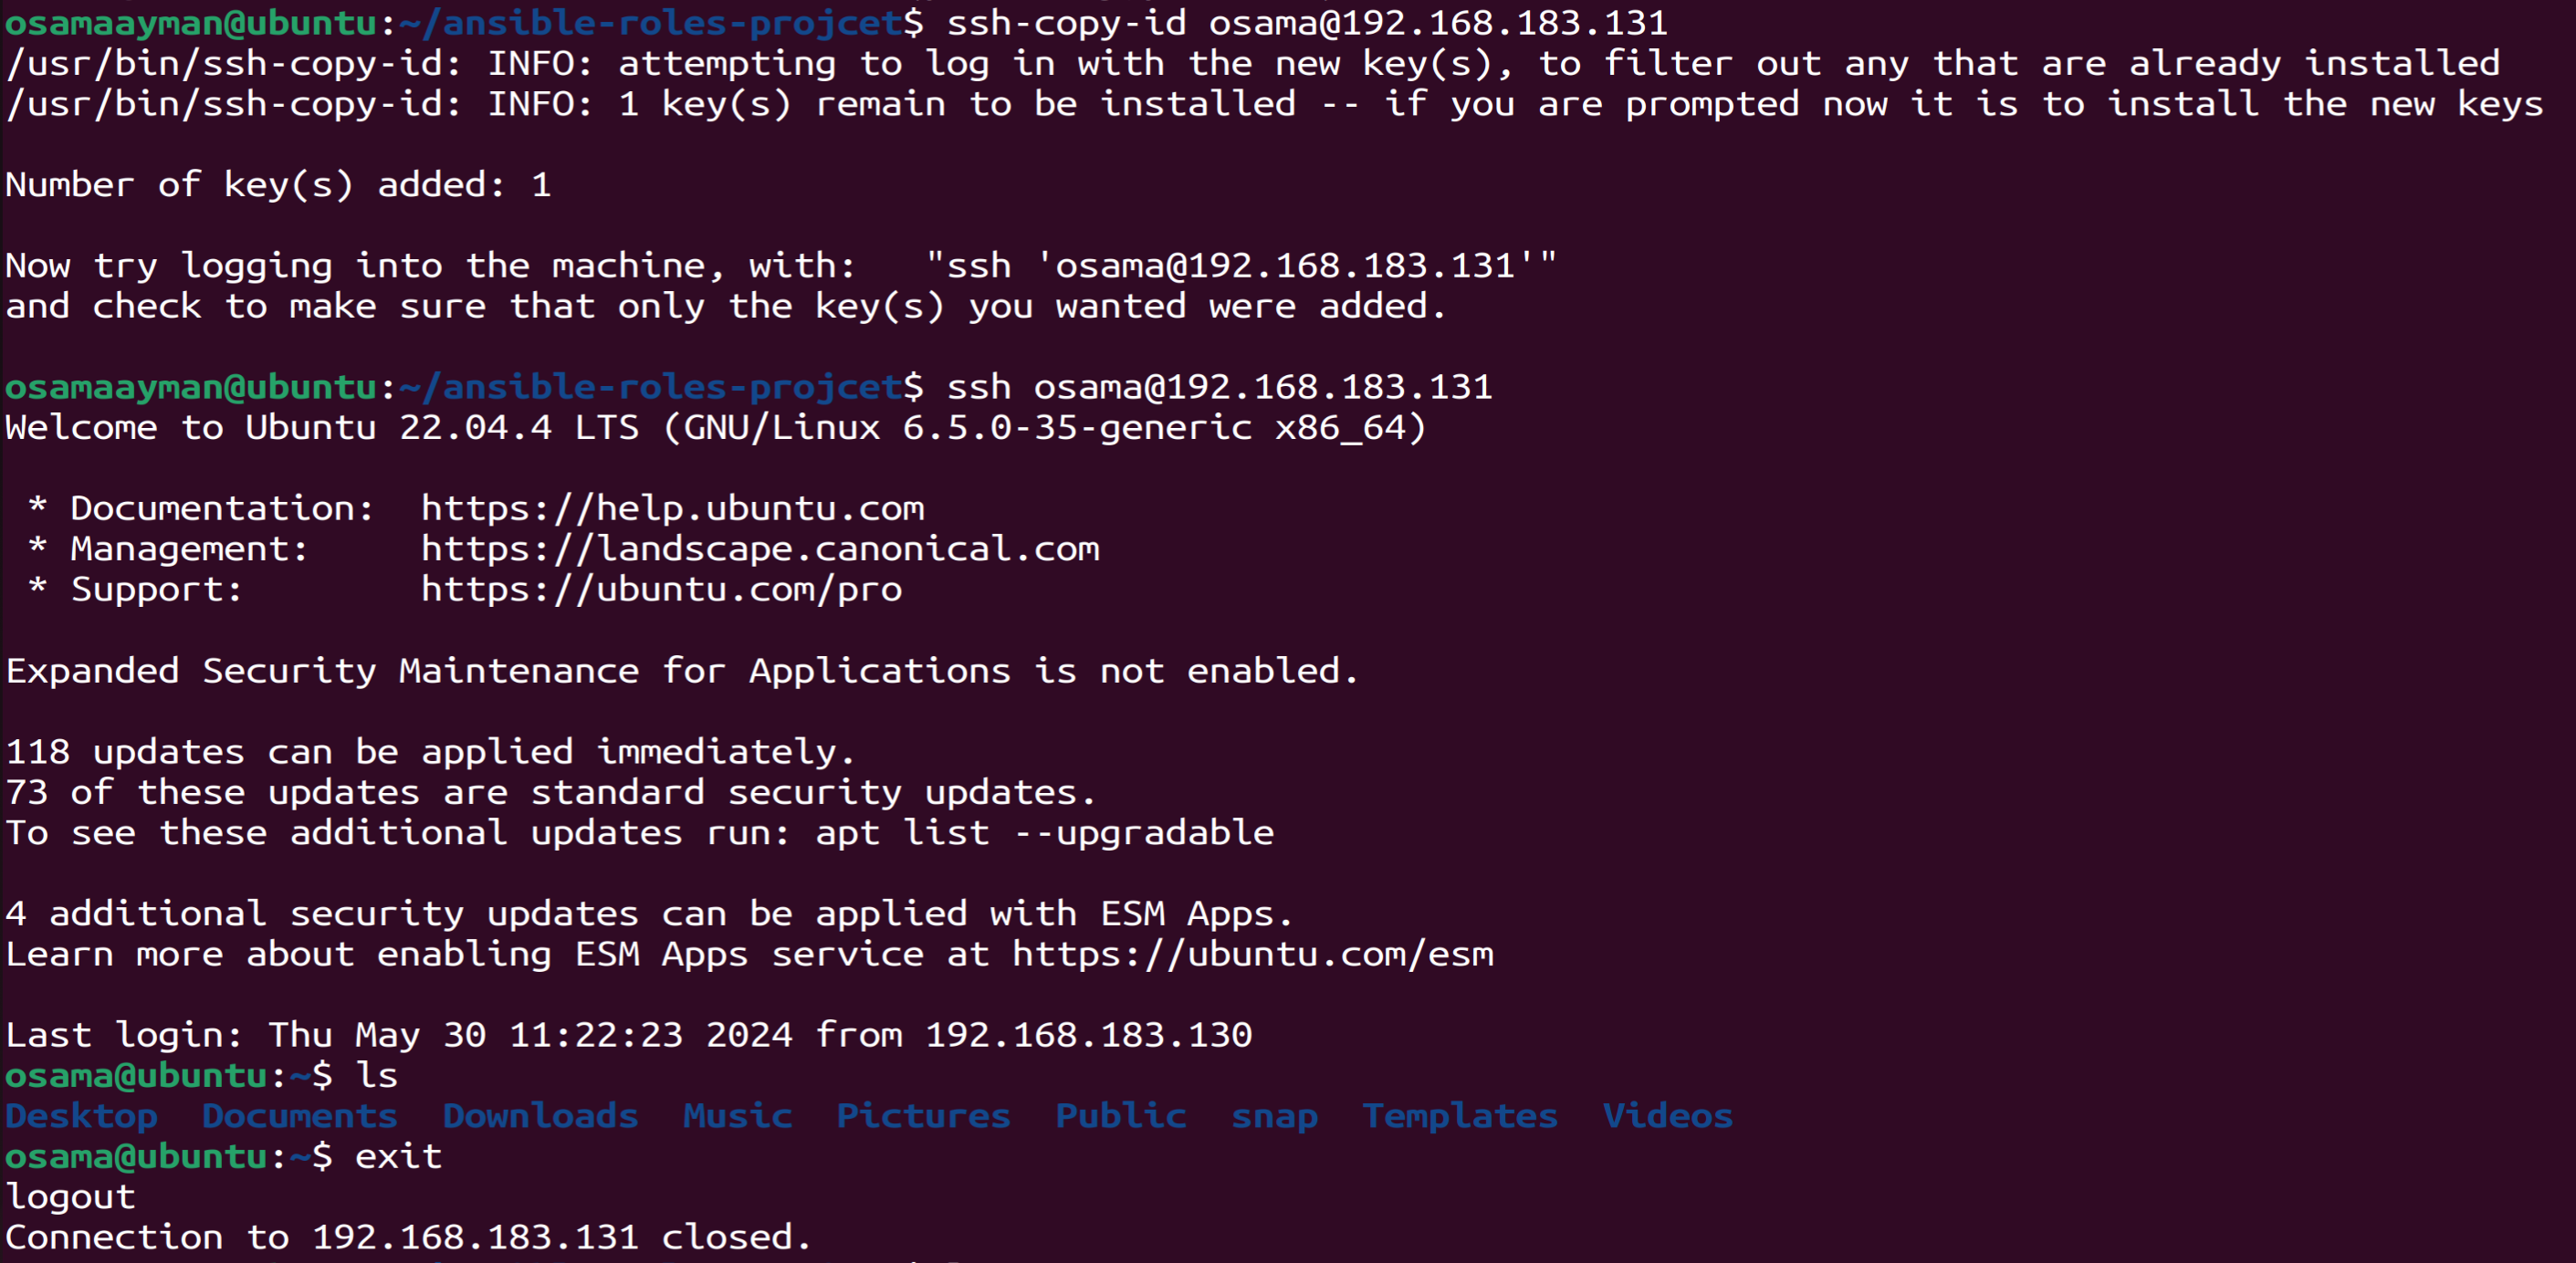 osamaayman@ubuntu:~/ansible-roles-projcet$ ssh-copy-id osama@192.168.183.131
/usr/bin/ssh-copy-id: INFO: attempting to log in with the new key(s), to filter out any that are already installed
/usr/bin/ssh-copy-id: INFO: 1 key(s) remain to be installed -- if you are prompted now it is to install the new keys
Number of key(s) added: 1
Now try logging into the machine, with:   "ssh 'osama@192.168.183.131'"
and check to make sure that only the key(s) you wanted were added.
osamaayman@ubuntu:~/ansible-roles-projcet$ ssh osama@192.168.183.131
Welcome to Ubuntu 22.04.4 LTS (GNU/Linux 6.5.0-35-generic x86_64)
 * Documentation:  https://help.ubuntu.com
 * Management:     https://landscape.canonical.com
 * Support:        https://ubuntu.com/pro
Expanded Security Maintenance for Applications is not enabled.
118 updates can be applied immediately.
73 of these updates are standard security updates.
To see these additional updates run: apt list --upgradable
4 additional security updates can be applied with ESM Apps.
Learn more about enabling ESM Apps service at https://ubuntu.com/esm
Last login: Thu May 30 11:22:23 2024 from 192.168.183.130
osama@ubuntu:~$ ls
Desktop  Documents  Downloads  Music  Pictures  Public  snap  Templates  Videos
osama@ubuntu:~$ exit
logout
Connection to 192.168.183.131 closed.